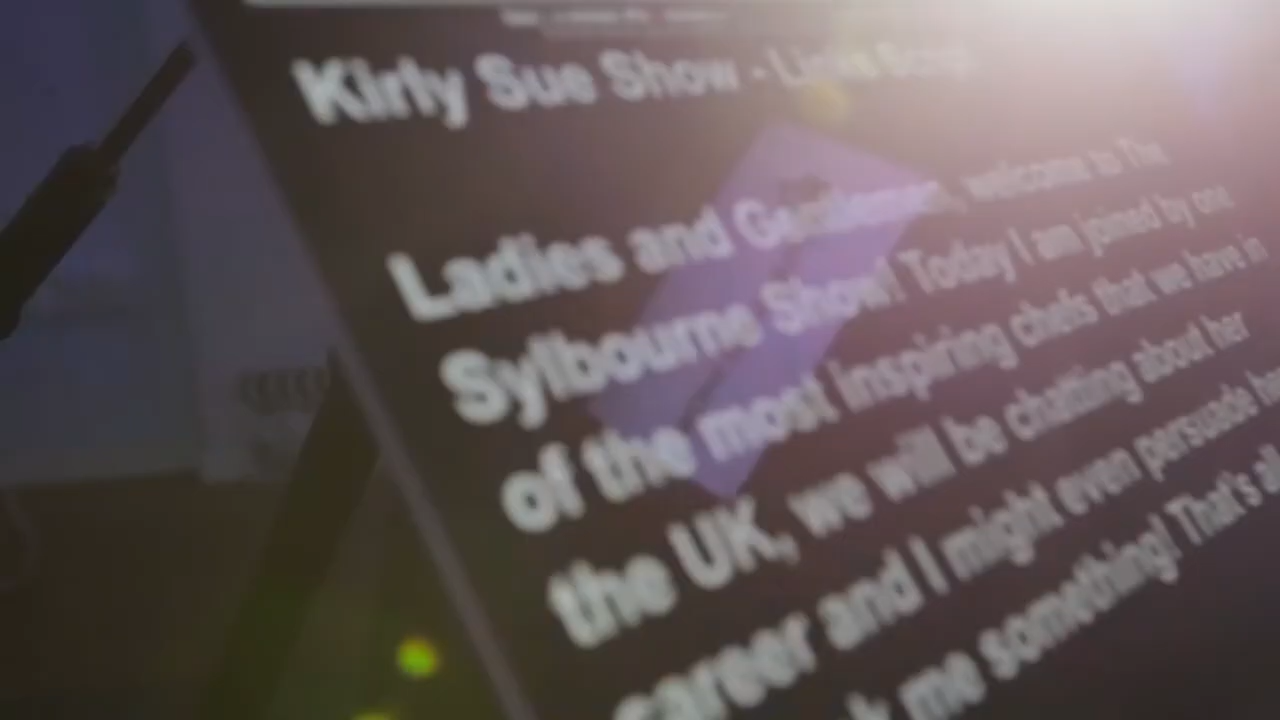 Kirly Sue Show - Links Script
Ladies and Gentlemen, welcome to The
Sylbourne Show! Today I am joined by one
of the most inspiring chefs that we have in
the UK, we will be chatting about her
career and I might even persuade
me something! That's